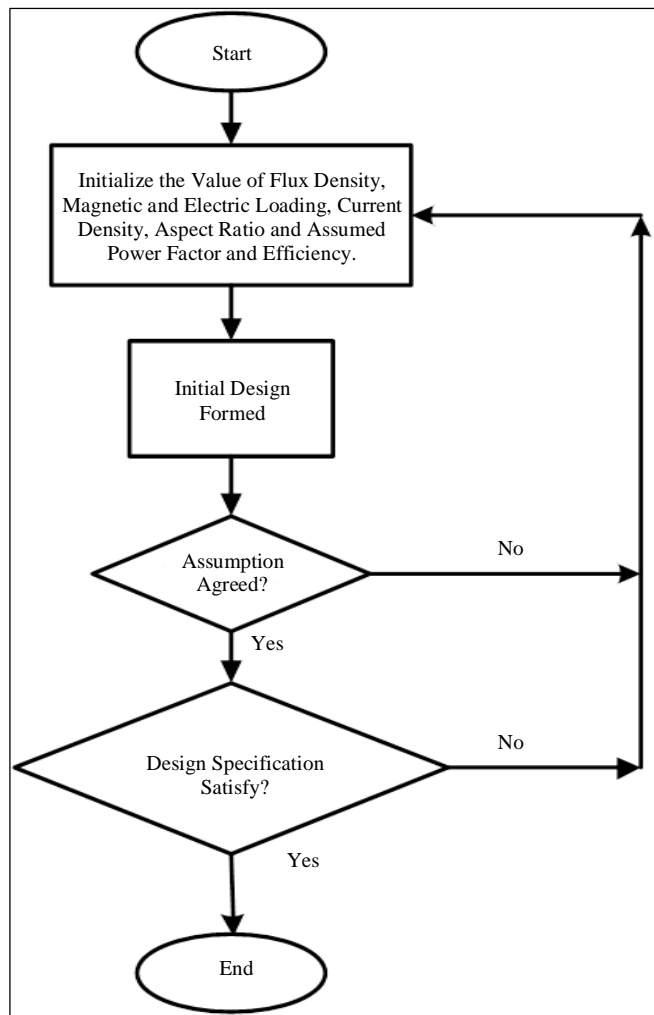 Start
Initialize the Value of Flux Density,
Magnetic and Electric Loading, Current
Density, Aspect Ratio and Assumed
Power Factor and Efficiency.
Initial Design
Formed
Assumption
Agreed?
No
Yes
Design Specification
Satisfy?
No
Yes
End